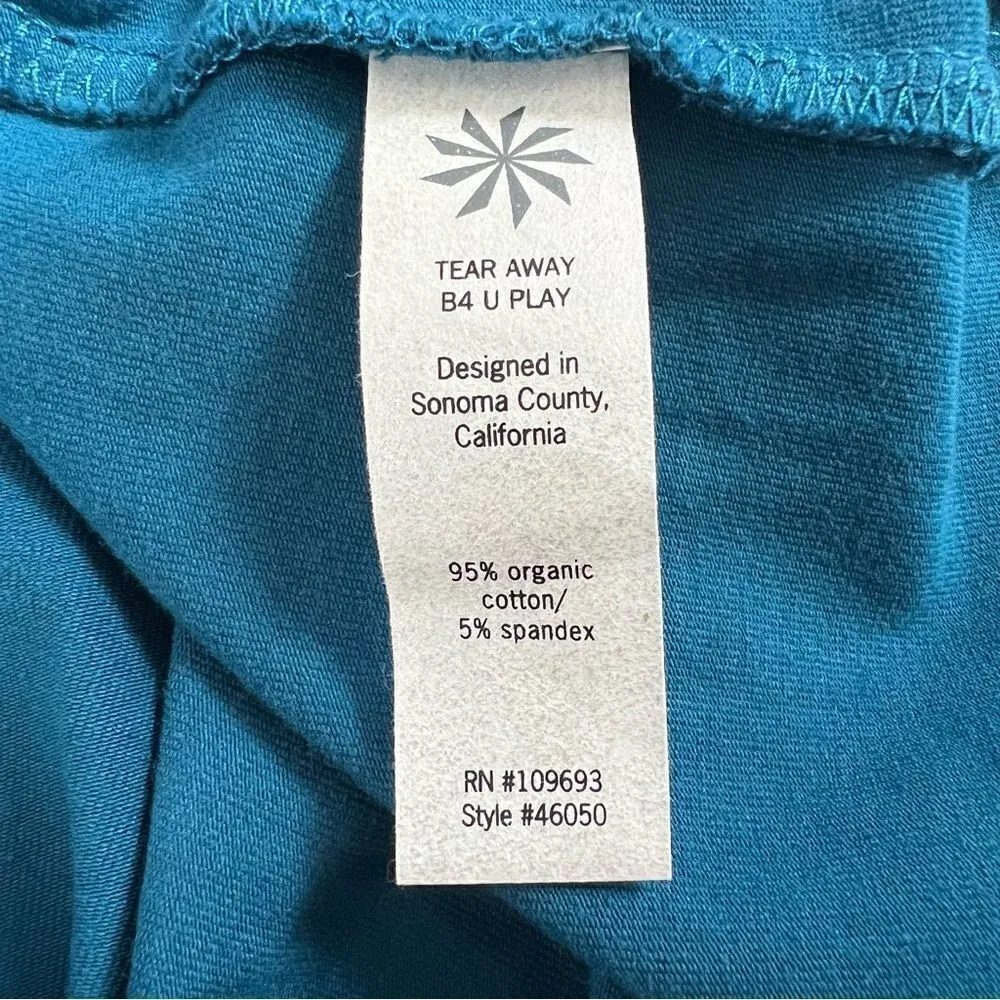 TEAR AWAY
B4 U PLAY
Designed in
Sonoma County,
California
95% organic
cotton/
5% spandex
RN #109693
Style #46050